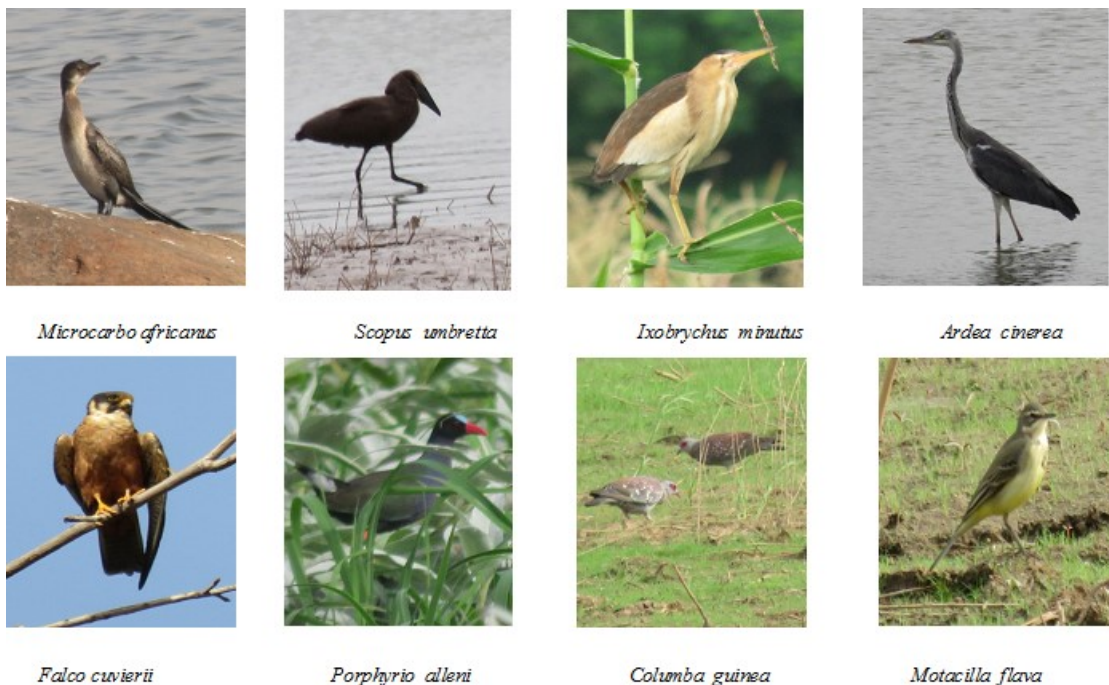 Microcarbo africanus
Scopus umbretta
Ixobrychus minutus
Ardea cinerea
Falco cuvierii
Porphyrio alleni
Columba guinea
Motacilla flava